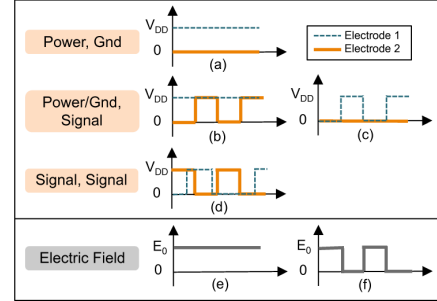 Power, Gnd
V_DD
0
(a)
Electrode 1
Electrode 2
Power/Gnd,
Signal
V_DD
0
(b)
V_DD
0
(c)
Signal, Signal
V_DD
0
(d)
Electric Field
E_0
0
(e)
E_0
0
(f)